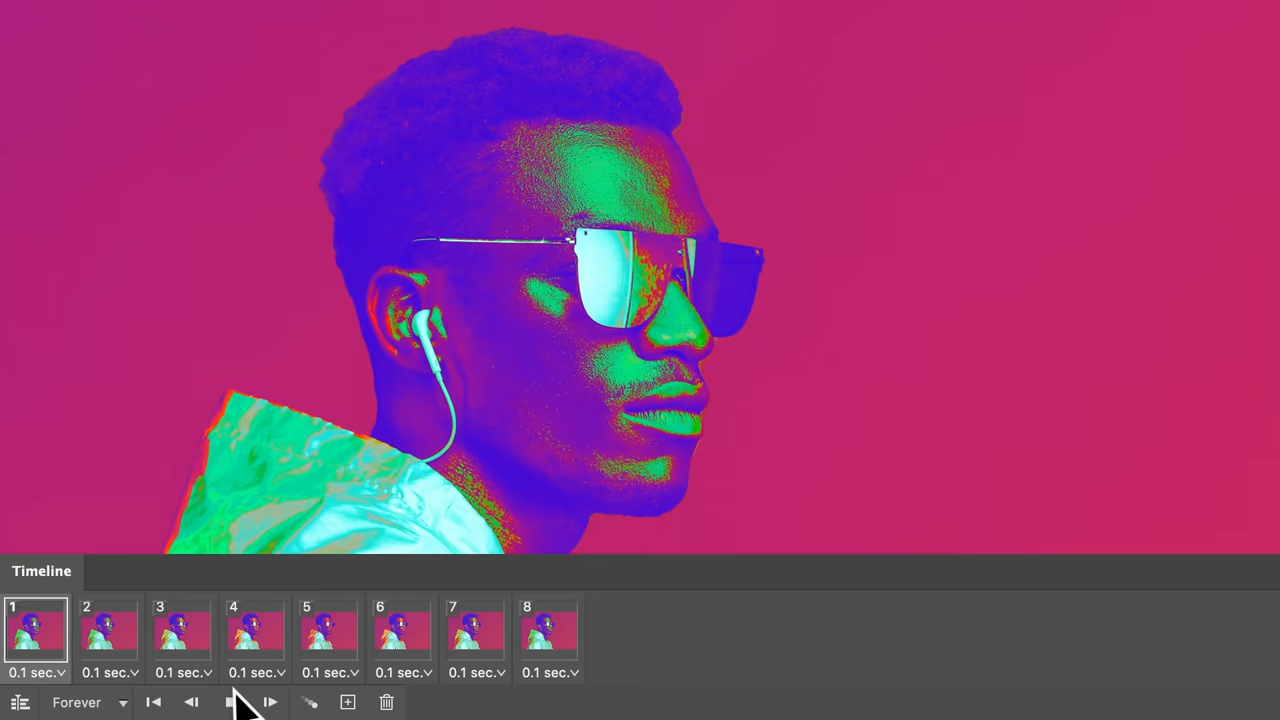 Timeline
1 2 3 4 5 6 7 8
0.1 sec. 0.1 sec. 0.1 sec. 0.1 sec. 0.1 sec. 0.1 sec. 0.1 sec. 0.1 sec.
Forever